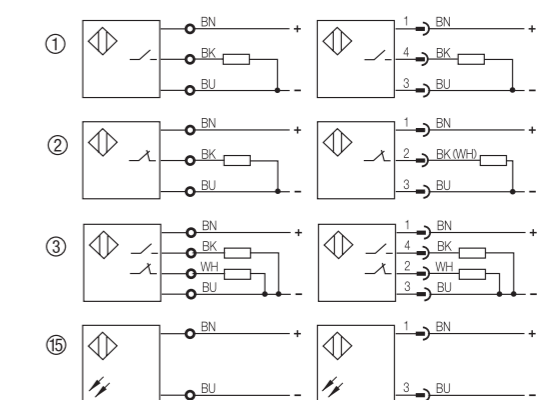 ① BN + 1 BN +
BK 4 BK
BU - 3 BU -
② BN + 1 BN +
BK 2 BK (WH)
BU - 3 BU -
③ BN + 1 BN +
BK 4 BK
WH 2 WH
BU - 3 BU -
⑮ BN + 1 BN +
BU - 3 BU -